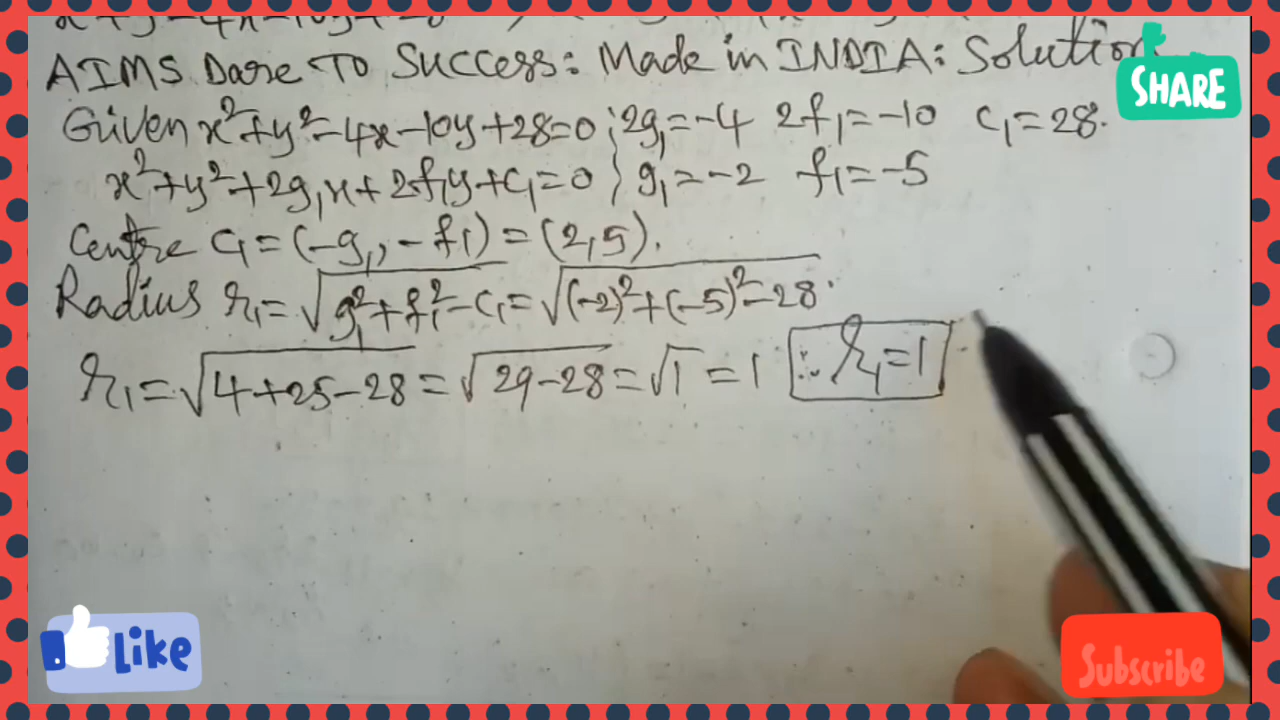 AIMS Dare To Success: Made in INDIA: Solution
SHARE
Given x²+y²-4x-10y+28=0; 2g₁=-4 2f₁=-10 C₁=28.
x²+y²+2g₁x+2f₁y+C₁=0 } g₁=-2 f₁=-5
Centre C₁=(-g₁, -f₁)=(2,5).
Radius r₁=√g₁²+f₁²-C₁=√(-2)²+(-5)²-28.
r₁=√4+25-28=√29-28=√1=1 ∴r₁=1
Like
Subscribe